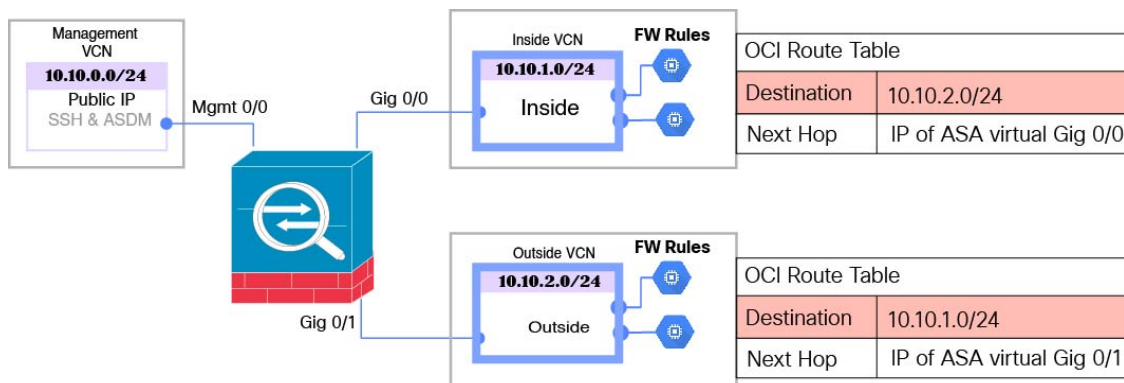 Management
VCN
10.10.0.0/24
Public IP
SSH & ASDM
Mgmt 0/0
Gig 0/0
Inside VCN
10.10.1.0/24
Inside
FW Rules
OCI Route Table
Destination 10.10.2.0/24
Next Hop IP of ASA virtual Gig 0/0
Gig 0/1
Outside VCN
10.10.2.0/24
Outside
FW Rules
OCI Route Table
Destination 10.10.1.0/24
Next Hop IP of ASA virtual Gig 0/1